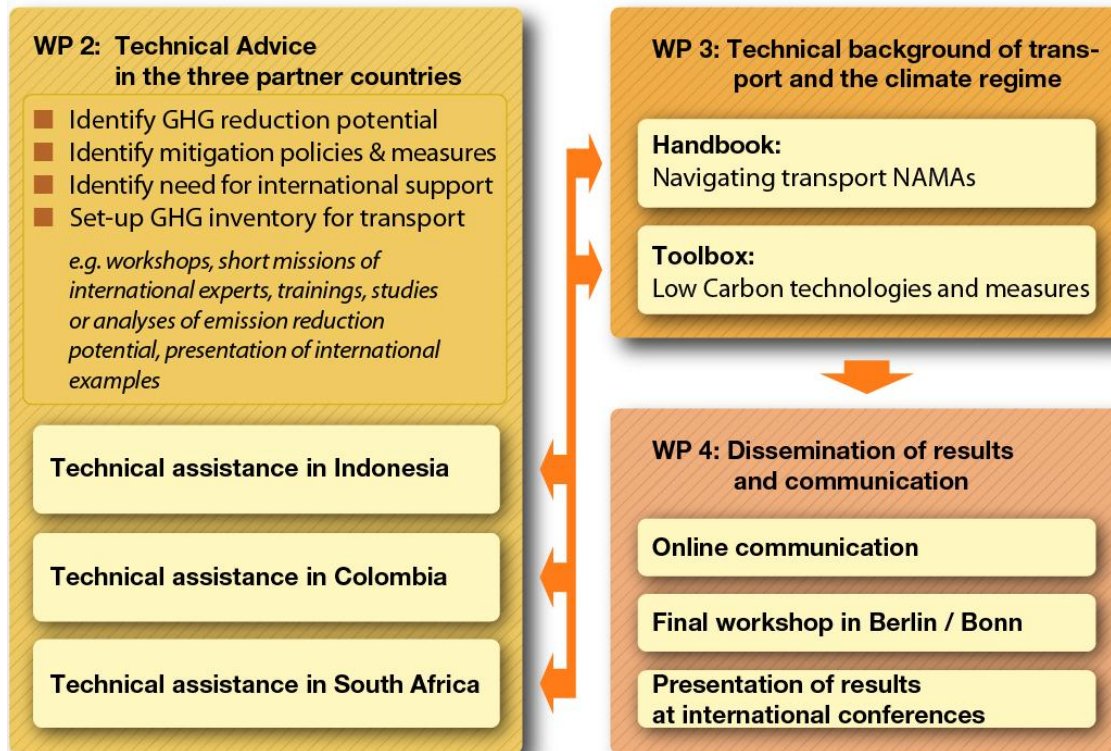 WP 2: Technical Advice
in the three partner countries
Identify GHG reduction potential
Identify mitigation policies & measures
Identify need for international support
Set-up GHG inventory for transport
e.g. workshops, short missions of
international experts, trainings, studies
or analyses of emission reduction
potential, presentation of international
examples
Technical assistance in Indonesia
Technical assistance in Colombia
Technical assistance in South Africa
WP 3: Technical background of trans-
port and the climate regime
Handbook:
Navigating transport NAMAs
Toolbox:
Low Carbon technologies and measures
WP 4: Dissemination of results
and communication
Online communication
Final workshop in Berlin / Bonn
Presentation of results
at international conferences